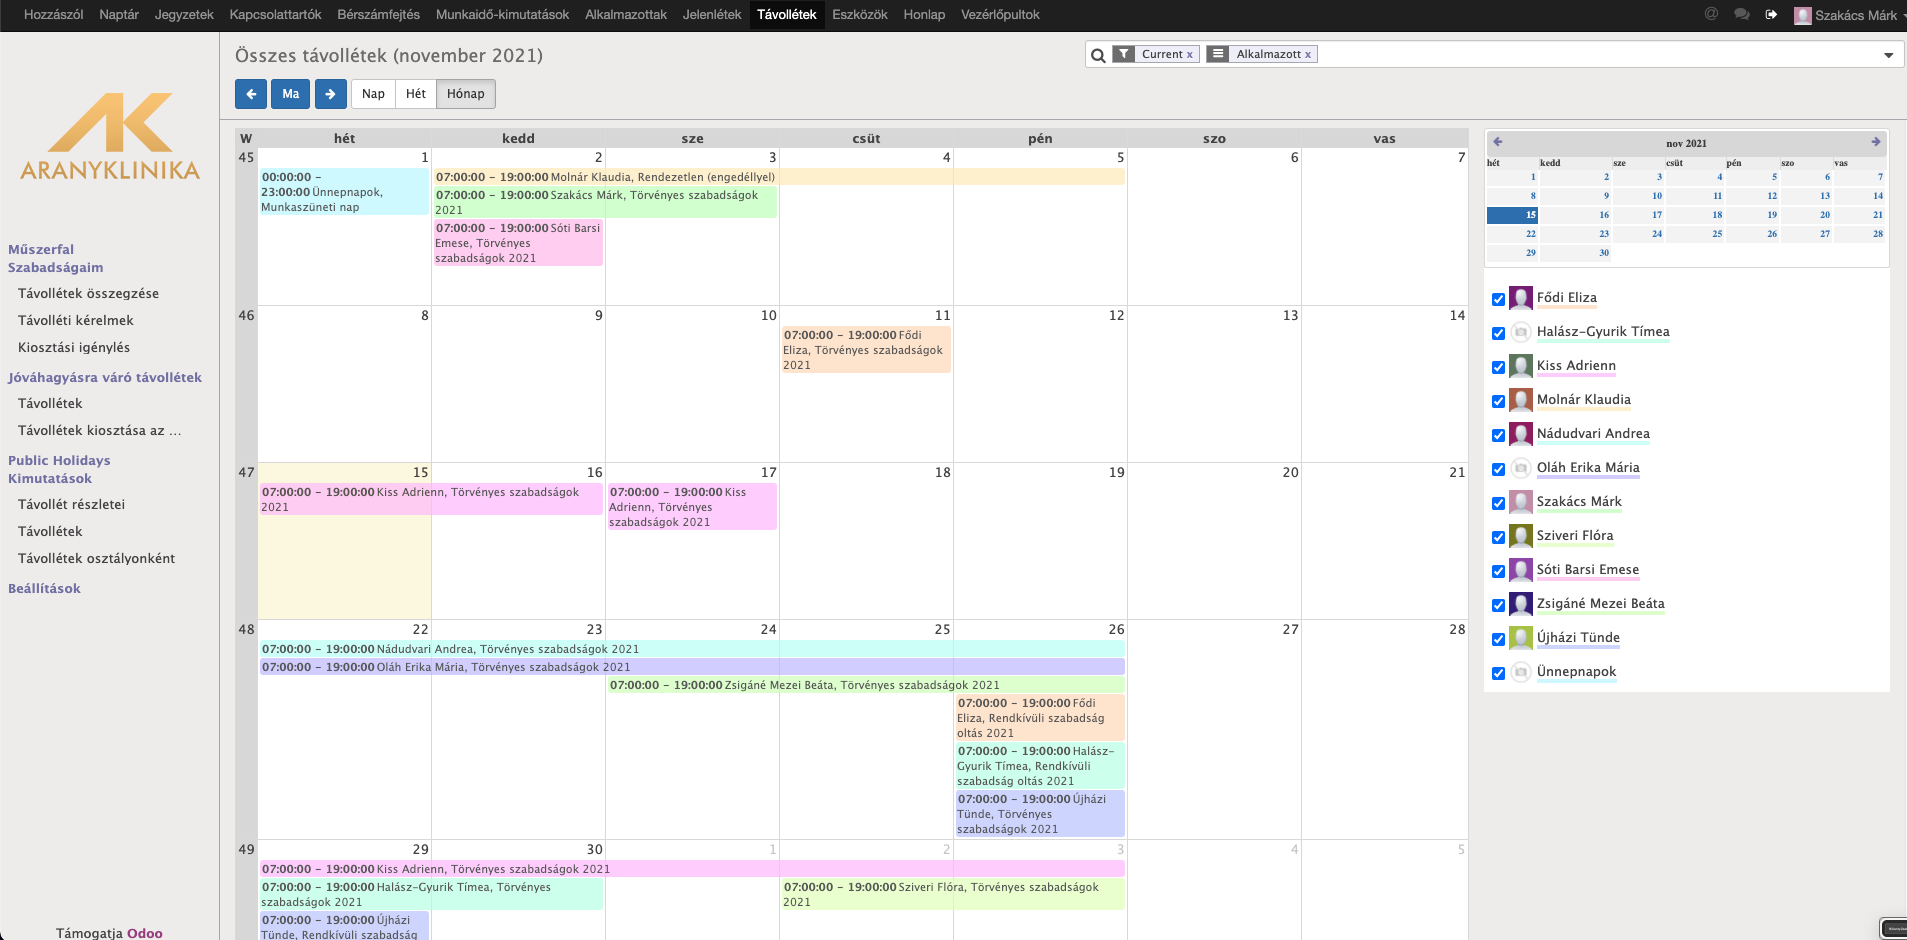 Hozzászól Naptár Jegyzetek Kapcsolattartók Bérszámfejtés Munkaidő-kimutatások Alkalmazottak Jelenlétek Távollétek Eszközök Honlap Vezérlőpultok @ Szakács Márk
ARANYKLINIKA
Műszerfal
Szabadságaim
Távollétek összegzése
Távolléti kérelmek
Kiosztási igénylés
Jóváhagyásra váró távollétek
Távollétek
Távollétek kiosztása az ...
Public Holidays
Kimutatások
Távollét részletei
Távollétek
Távollétek osztályonként
Beállítások
Támogatja Odoo
Összes távollétek (november 2021)
Current x Alkalmazott x
Ma Nap Hét Hónap
W hét kedd sze csüt pén szo vas
45 1 2 3 4 5 6 7
00:00:00 - 23:00:00 Ünnepnapok, Munkaszüneti nap
07:00:00 - 19:00:00 Molnár Klaudia, Rendezetlen (engedéllyel)
07:00:00 - 19:00:00 Szakács Márk, Törvényes szabadságok 2021
07:00:00 - 19:00:00 Sóti Barsi Emese, Törvényes szabadságok 2021
46 8 9 10 11 12 13 14
07:00:00 - 19:00:00 Fődi Eliza, Törvényes szabadságok 2021
47 15 16 17 18 19 20 21
07:00:00 - 19:00:00 Kiss Adrienn, Törvényes szabadságok 2021
07:00:00 - 19:00:00 Kiss Adrienn, Törvényes szabadságok 2021
48 22 23 24 25 26 27 28
07:00:00 - 19:00:00 Nádudvari Andrea, Törvényes szabadságok 2021
07:00:00 - 19:00:00 Oláh Erika Mária, Törvényes szabadságok 2021
07:00:00 - 19:00:00 Zsigáné Mezei Beáta, Törvényes szabadságok 2021
07:00:00 - 19:00:00 Fődi Eliza, Rendkívüli szabadság oltás 2021
07:00:00 - 19:00:00 Halász-Gyurik Tímea, Rendkívüli szabadság oltás 2021
07:00:00 - 19:00:00 Újházi Tünde, Törvényes szabadságok 2021
49 29 30 1 2 3 4 5
07:00:00 - 19:00:00 Kiss Adrienn, Törvényes szabadságok 2021
07:00:00 - 19:00:00 Halász-Gyurik Tímea, Törvényes szabadságok 2021
07:00:00 - 19:00:00 Sziveri Flóra, Törvényes szabadságok 2021
07:00:00 - 19:00:00 Újházi Tünde, Rendkívüli szabadság
nov 2021
hét kedd sze csüt pén szo vas
1 2 3 4 5 6 7
8 9 10 11 12 13 14
15 16 17 18 19 20 21
22 23 24 25 26 27 28
29 30
Fődi Eliza
Halász-Gyurik Tímea
Kiss Adrienn
Molnár Klaudia
Nádudvari Andrea
Oláh Erika Mária
Szakács Márk
Sziveri Flóra
Sóti Barsi Emese
Zsigáné Mezei Beáta
Újházi Tünde
Ünnepnapok